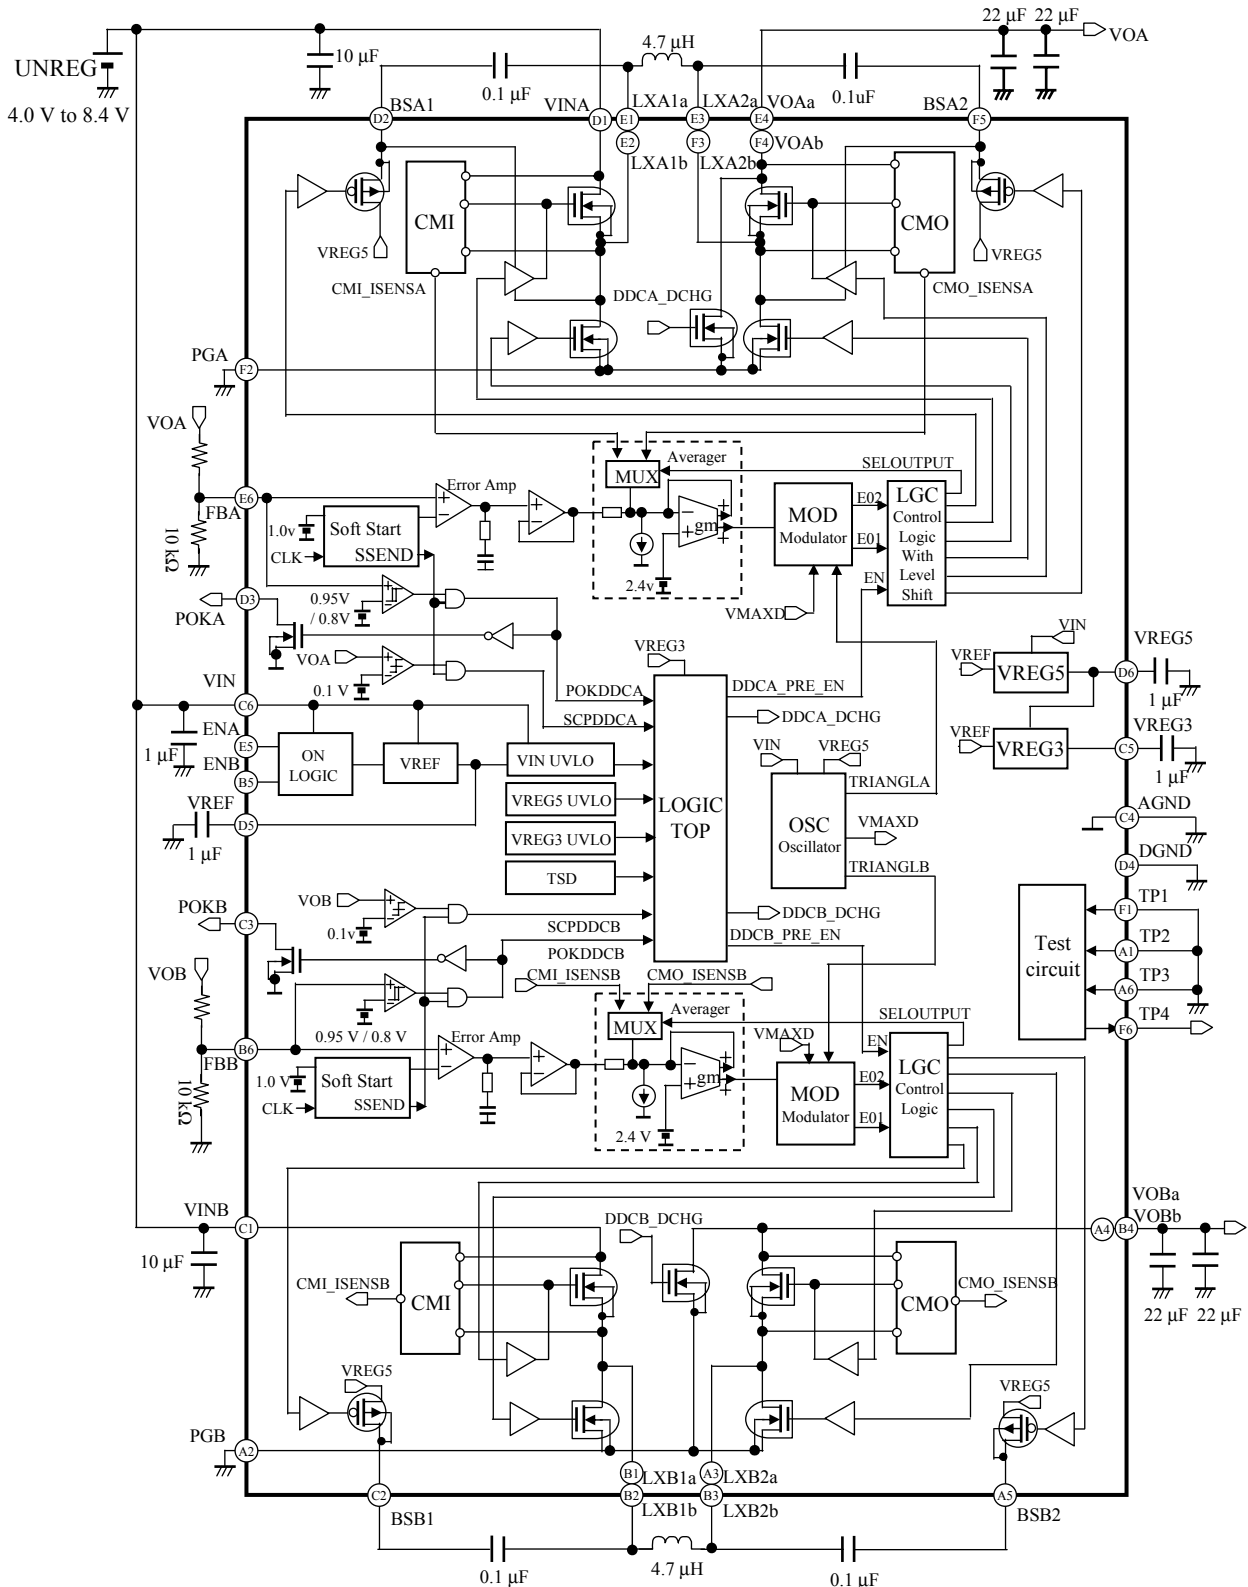 22 µF 22 µF
VOA
4.7 µH
10 µF
UNREG
4.0 V to 8.4 V
0.1 µF
0.1uF
BSA1
VINA
LXA1a
LXA2a
VOAa
BSA2
D2
D1
E1
E3
E4
F5
E2
F3
F4
LXA1b
LXA2b
VOAb
CMI
CMO
VREG5
VREG5
CMI_ISENSA
DDCA_DCHG
CMO_ISENSA
PGA
F2
VOA
Averager
MUX
SELOUTPUT
E6
FBA
10 kΩ
Error Amp
1.0v
Soft Start
CLK
SSEND
gm
2.4v
MOD
Modulator
E02
E01
EN
LGC
Control
Logic
With
Level
Shift
VMAXD
D3
POKA
0.95V
/ 0.8V
VOA
0.1 V
VREG3
VIN
VREF
VREG5
VREG5
D6
1 µF
VIN
C6
POKDDCA
DDCA_PRE_EN
SCPDDCA
DDCA_DCHG
VREF
VREG3
VREG3
C5
1 µF
1 µF
ENA
E5
ENB
B5
ON
LOGIC
VREF
VIN UVLO
VIN
VREG5
TRIANGLA
VREF
D5
1 µF
VREG5 UVLO
VREG3 UVLO
TSD
LOGIC
TOP
OSC
Oscillator
VMAXD
TRIANGLB
AGND
C4
DGND
D4
POKB
C3
VOB
0.1v
SCPDDCB
POKDDCB
DDCB_DCHG
DDCB_PRE_EN
Test
circuit
TP1
F1
TP2
A1
TP3
A6
TP4
F6
VOB
CMI_ISENSB
CMO_ISENSB
0.95 V / 0.8 V
Averager
MUX
SELOUTPUT
B6
FBB
10 kΩ
Error Amp
1.0 V
Soft Start
CLK
SSEND
gm
2.4 V
VMAXD
MOD
Modulator
EN
E02
E01
LGC
Control
Logic
VINB
C1
10 µF
DDCB_DCHG
VOBa
VOBb
A4
B4
22 µF
22 µF
CMI_ISENSB
CMI
CMO
CMO_ISENSB
VREG5
VREG5
PGB
A2
B1
LXB1a
A3
LXB2a
C2
BSB1
B2
LXB1b
B3
LXB2b
A5
BSB2
0.1 µF
4.7 µH
0.1 µF